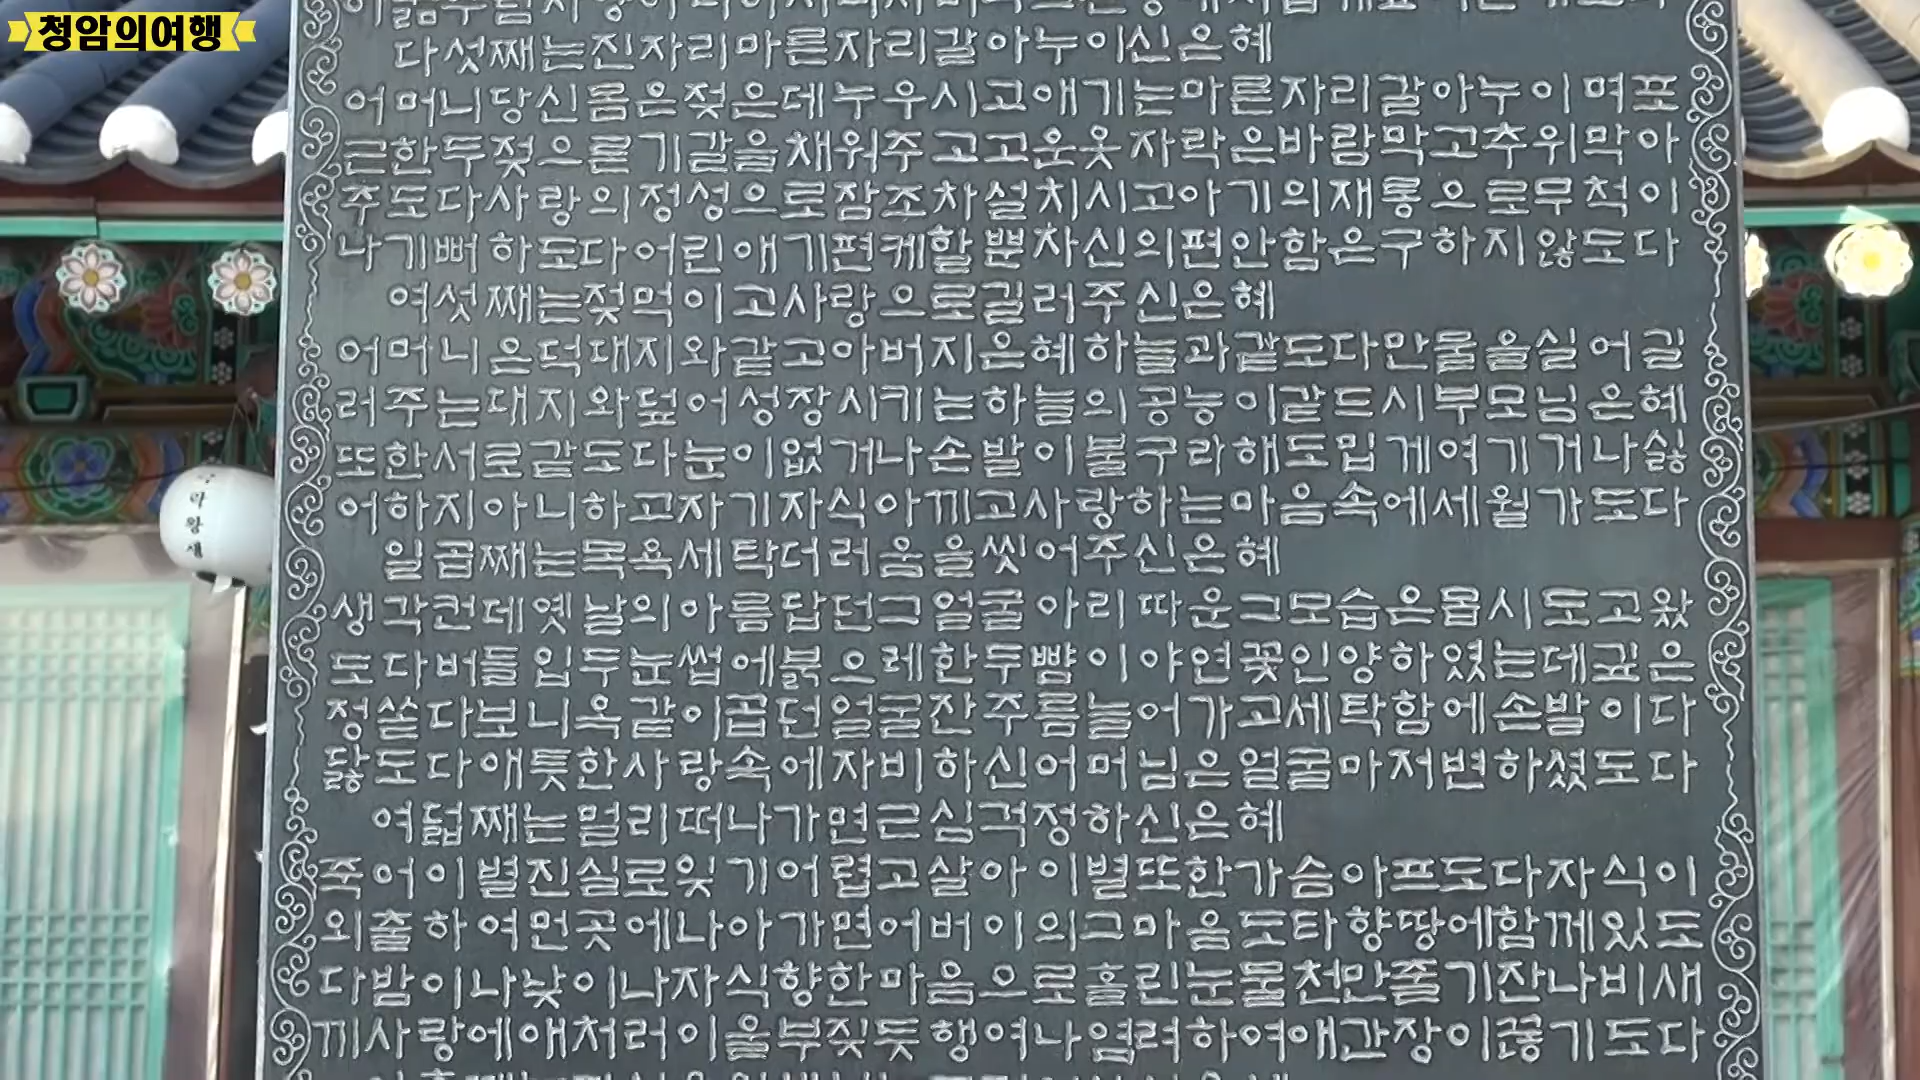 청암의여행
다섯째는진자리마른자리갈아누이신은혜
어머니당신몸은젖은데누우시고애기는마른자리갈아누이며포
근한두젖으론기갈을채워주고고운옷자락은바람막고추위막아
주도다사랑의정성으로잠조차설치시고아기의재롱으로무척이
나기뻐하도다어린애기편케할뿐차신의편안함은구하지않도다
여섯째는젖먹이고사랑으로길러주신은혜
어머니은덕대지와같고아버지은혜하늘과같도다만물을실어길
러주는대지와덮어성장시키는하늘의공능이같드시부모님은혜
또한서로같도다눈이없거나손발이불구라해도밉게여기거나싫
어하지아니하고자기자식아끼고사랑하는마음속에세월가도다
일곱째는목욕세탁더러움을씻어주신은혜
생각컨데옛날의아름답던그얼굴아리따운그모습은몹시도고왔
도다버들입두눈썹에붉으레한두뺨이야연꽃인양하였는데깊은
정쏟다보니옥같이곱던얼굴잔주름늘어가고세탁함에손발이다
닳도다애틋한사랑속에자비하신어머님은얼굴마저변하셨도다
여덟째는멀리떠나가면근심걱정하신은혜
죽어이별진실로잊기어렵고살아이별또한가슴아프도다자식이
외출하여먼곳에나아가면어버이의그마음도타향땅에함께있도
다밤이나낮이나자식향한마음으로흘린눈물천만줄기잔나비새
끼사랑에애처러이울부짖듯행여나염려하여애간장이끊기도다